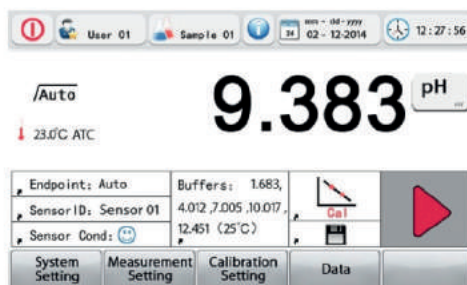 User 01 Sample 01 mm - dd - yyyy
02 - 12-2014 12:27:56
/Auto
9.383 pH
23.0°C ATC
Endpoint: Auto
Sensor ID: Sensor 01
Sensor Cond:
Buffers: 1.683,
4.012 ,7.005 ,10.017 ,
12.451 (25°C)
Cal
System
Setting
Measurement
Setting
Calibration
Setting
Data